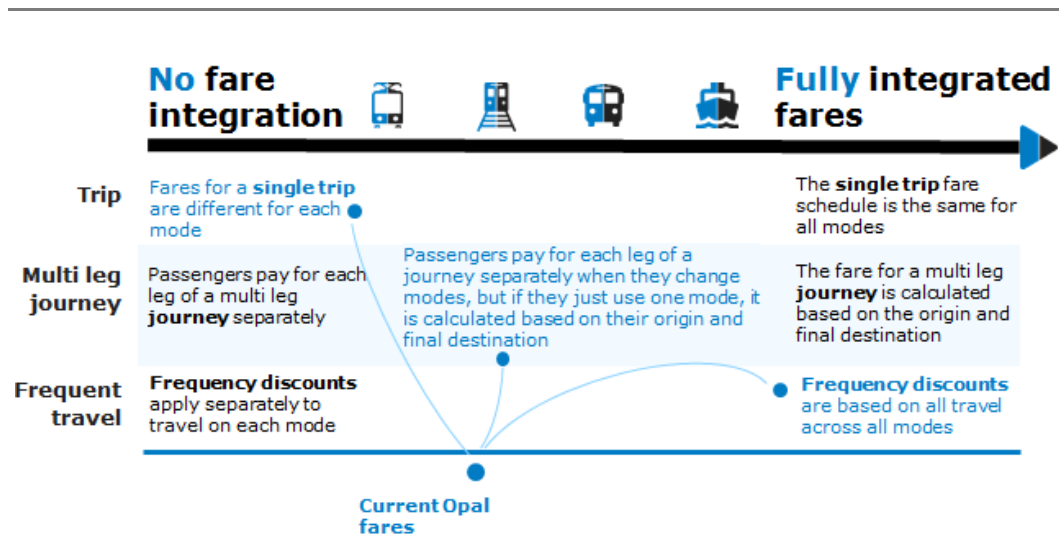 No fare
integration
Fully integrated
fares
Trip
Fares for a single trip
are different for each
mode
The single trip fare
schedule is the same for
all modes
Multi leg
journey
Passengers pay for each
leg of a multi leg
journey separately
Passengers pay for each leg of a
journey separately when they change
modes, but if they just use one mode, it
is calculated based on their origin and
final destination
The fare for a multi leg
journey is calculated
based on the origin and
final destination
Frequent
travel
Frequency discounts
apply separately to
travel on each mode
Frequency discounts
are based on all travel
across all modes
Current Opal
fares